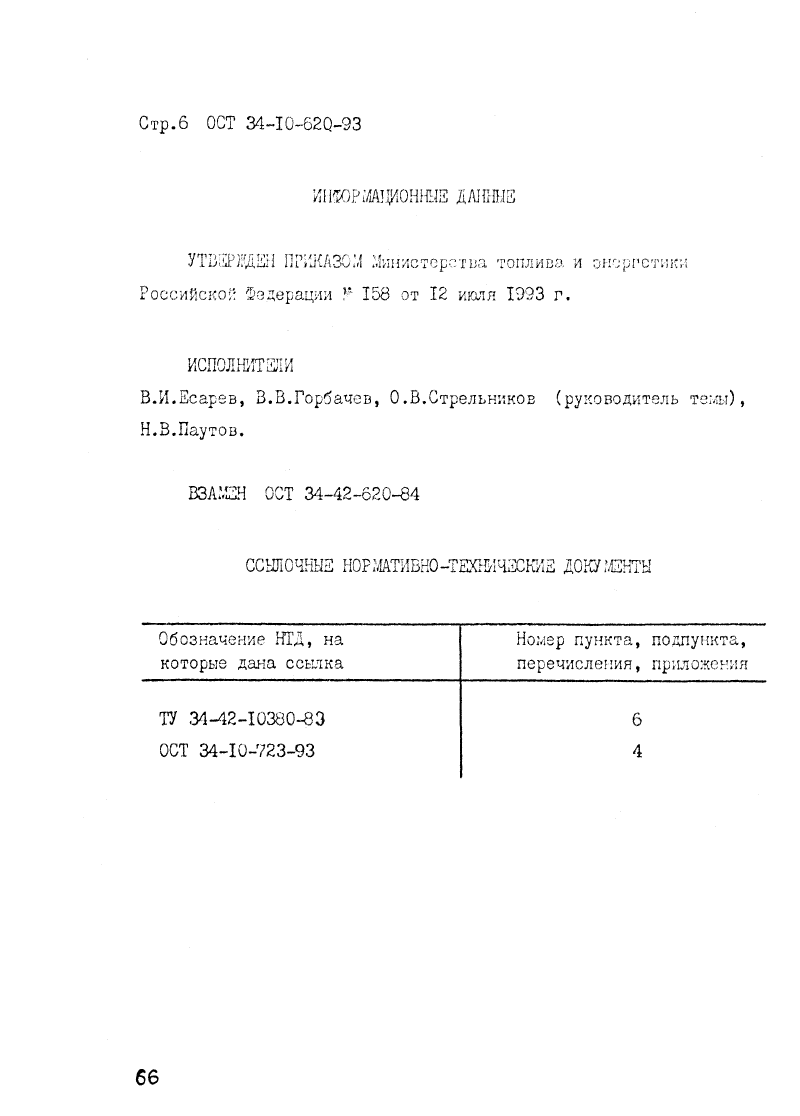 Стр.6 ОСТ 34-10-620-93
ИНФОРМАЦИОННЫЕ ДАННЫЕ
УТВЕРЖДЕН ПРИКАЗОМ Министерства топлива и энергетики
Российской Федерации № 158 от 12 июля 1993 г.
ИСПОЛНИТЕЛИ
В.И.Есарев, В.В.Горбачев, О.В.Стрельников (руководитель темы),
Н.В.Паутов.
ВЗАМЕН ОСТ 34-42-620-84
ССЫЛОЧНЫЕ НОРМАТИВНО-ТЕХНИЧЕСКИЕ ДОКУМЕНТЫ
Обозначение НТД, на
которые дана ссылка
Номер пункта, подпункта,
перечисления, приложения
ТУ 34-42-10380-83
6
ОСТ 34-10-723-93
4
66